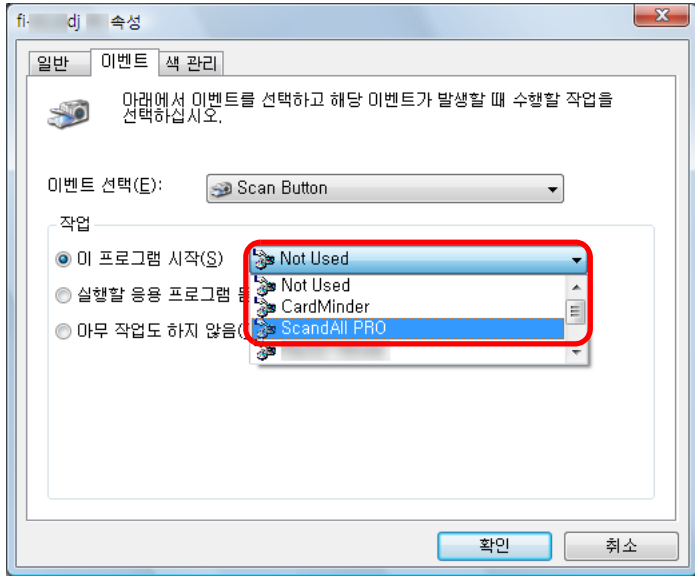 fi- dj 속성
일반 이벤트 색 관리
아래에서 이벤트를 선택하고 해당 이벤트가 발생할 때 수행할 작업을
선택하십시오.
이벤트 선택(E): Scan Button
작업
이 프로그램 시작(S) Not Used
Not Used
실행할 응용 프로그램
CardMinder
아무 작업도 하지 않음(
ScandAll PRO
확인 취소